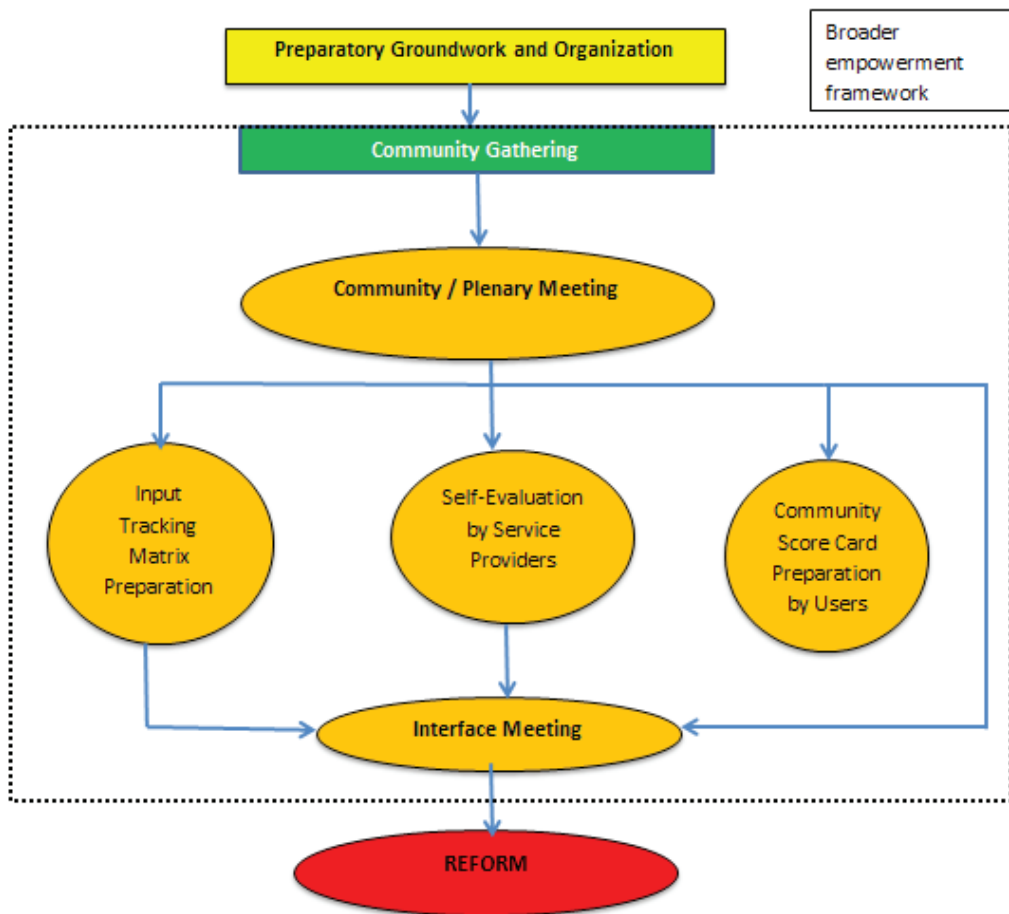 Preparatory Groundwork and Organization
Broader
empowerment
framework
Community Gathering
Community / Plenary Meeting
Input
Tracking
Matrix
Preparation
Self-Evaluation
by Service
Providers
Community
Score Card
Preparation
by Users
Interface Meeting
REFORM